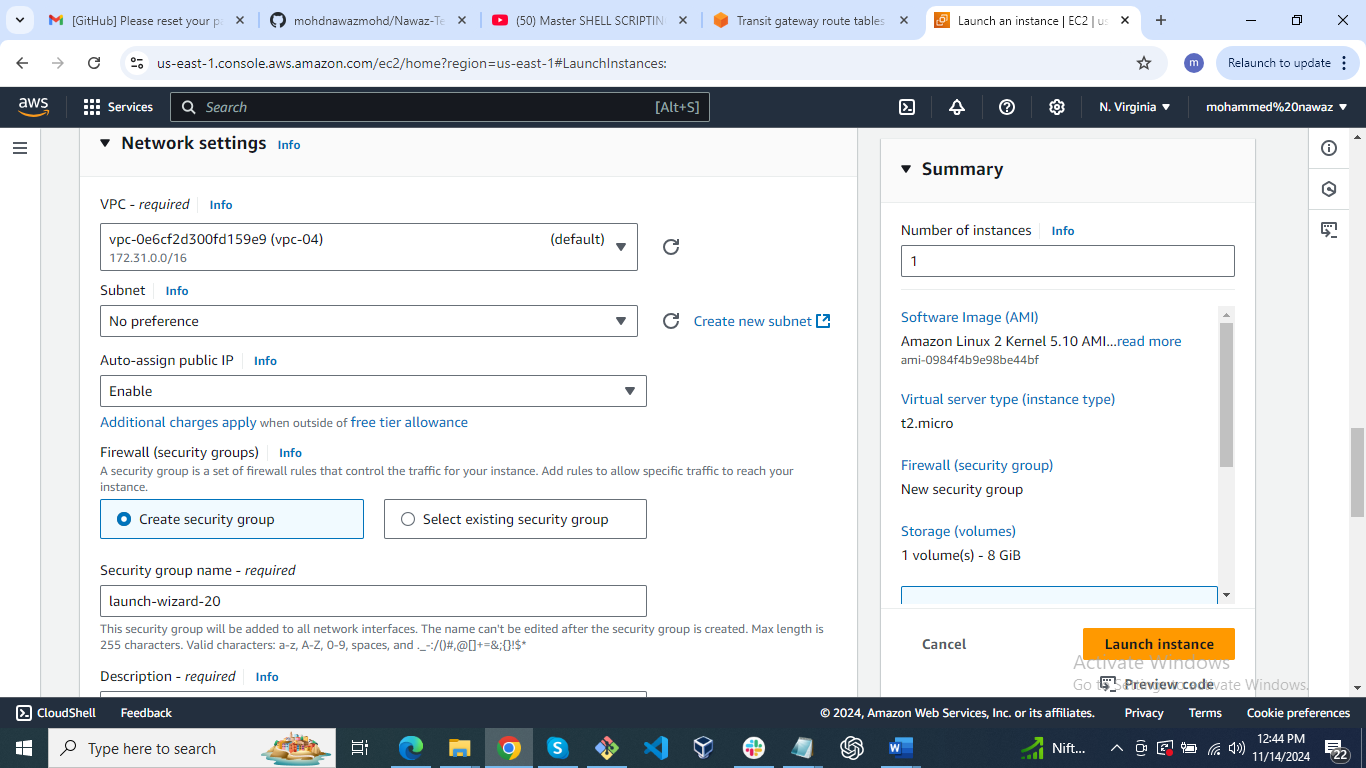 [GitHub] Please reset your pa
mohdnawazmohd/Nawaz-Te
(50) Master SHELL SCRIPTIN
Transit gateway route tables
Launch an instance | EC2 | us
us-east-1.console.aws.amazon.com/ec2/home?region=us-east-1#LaunchInstances:
m
Relaunch to update
aws
Services
Search
[Alt+S]
N. Virginia
mohammed%20nawaz
Network settings Info
VPC - required Info
vpc-0e6cf2d300fd159e9 (vpc-04) (default)
172.31.0.0/16
Subnet Info
No preference
Create new subnet
Auto-assign public IP Info
Enable
Additional charges apply when outside of free tier allowance
Firewall (security groups) Info
A security group is a set of firewall rules that control the traffic for your instance. Add rules to allow specific traffic to reach your
instance.
Create security group
Select existing security group
Security group name - required
launch-wizard-20
This security group will be added to all network interfaces. The name can't be edited after the security group is created. Max length is
255 characters. Valid characters: a-z, A-Z, 0-9, spaces, and ._-:/()#,@[]+=&;{}!$*
Description - required Info
Summary
Number of instances Info
1
Software Image (AMI)
Amazon Linux 2 Kernel 5.10 AMI...read more
ami-0984f4b9e98be44bf
Virtual server type (instance type)
t2.micro
Firewall (security group)
New security group
Storage (volumes)
1 volume(s) - 8 GiB
Cancel
Launch instance
Preview code
Activate Windows
Go to Settings to activate Windows.
CloudShell
Feedback
© 2024, Amazon Web Services, Inc. or its affiliates.
Privacy
Terms
Cookie preferences
Type here to search
Nift...
12:44 PM
11/14/2024
22